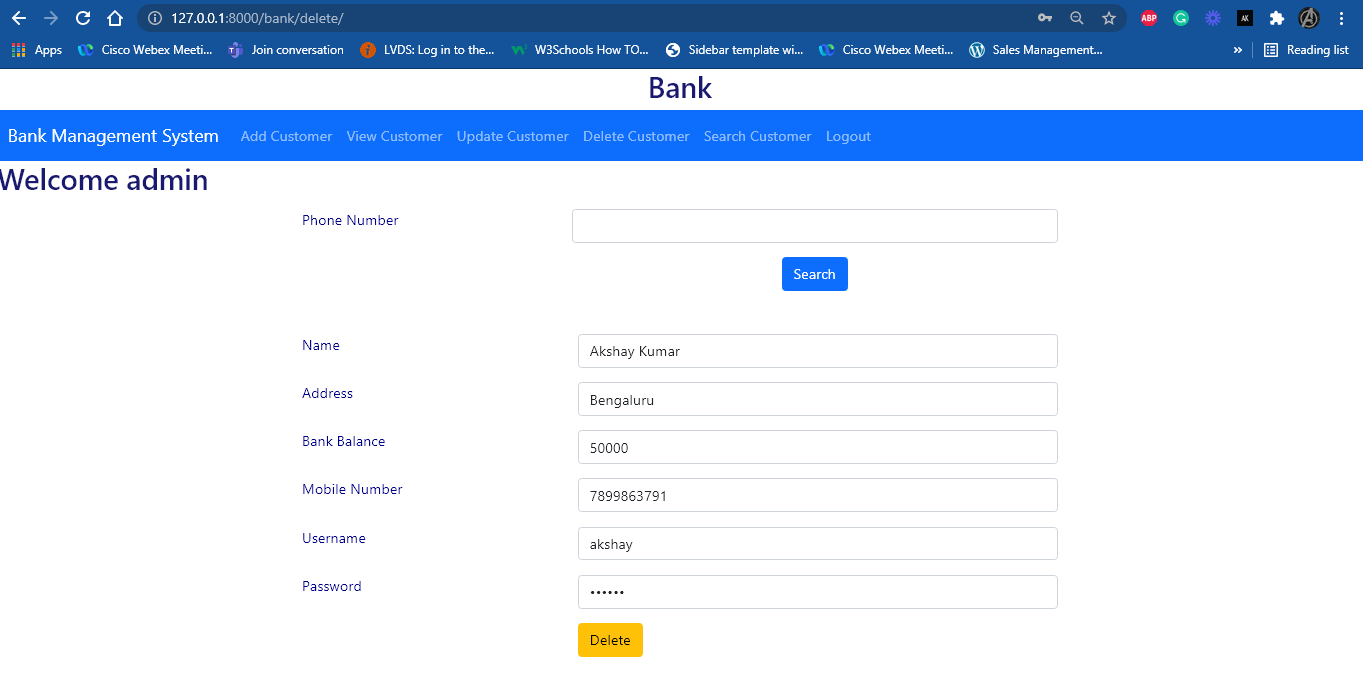 127.0.0.1:8000/bank/delete/ ABP AK
Apps Cisco Webex Meeti... Join conversation LVDS: Log in to the... W3Schools How TO... Sidebar template wi... Cisco Webex Meeti... Sales Management... » Reading list
Bank
Bank Management System Add Customer View Customer Update Customer Delete Customer Search Customer Logout
Welcome admin
Phone Number
Search
Name Akshay Kumar
Address Bengaluru
Bank Balance 50000
Mobile Number 7899863791
Username akshay
Password ••••••
Delete